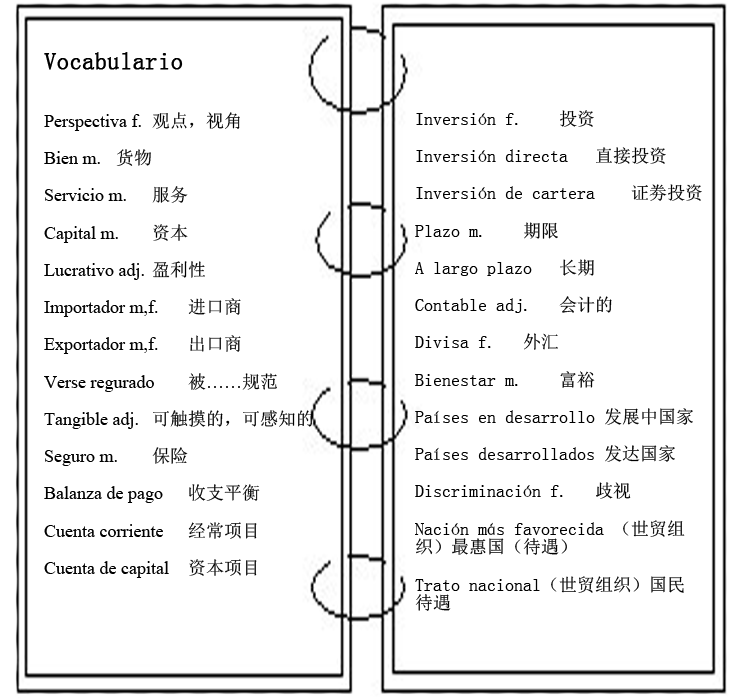 Vocabulario
Perspectiva f. 观点，视角
Bien m. 货物
Servicio m. 服务
Capital m. 资本
Lucrativo adj. 盈利性
Importador m,f. 进口商
Exportador m,f. 出口商
Verse regurado 被……规范
Tangible adj. 可触摸的，可感知的
Seguro m. 保险
Balanza de pago 收支平衡
Cuenta corriente 经常项目
Cuenta de capital 资本项目
Inversión f. 投资
Inversión directa 直接投资
Inversión de cartera 证券投资
Plazo m. 期限
A largo plazo 长期
Contable adj. 会计的
Divisa f. 外汇
Bienestar m. 富裕
Países en desarrollo 发展中国家
Países desarrollados 发达国家
Discriminación f. 歧视
Nación más favorecida （世贸组
织）最惠国（待遇）
Trato nacional（世贸组织）国民
待遇